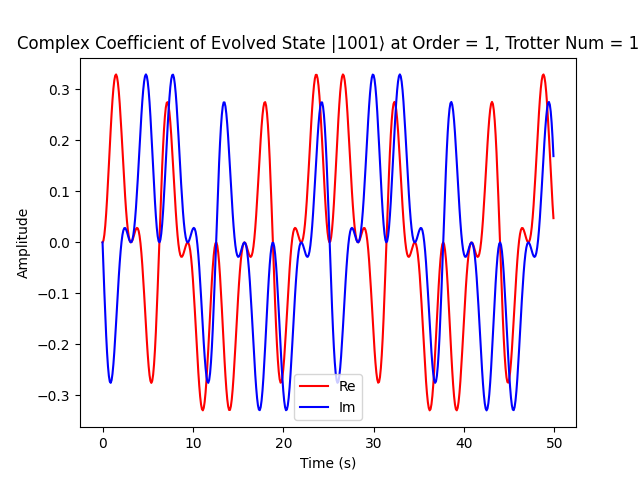 Complex Coefficient of Evolved State |1001⟩ at Order = 1, Trotter Num = 1
0.3
0.2
0.1
0.0
−0.1
−0.2
−0.3
Amplitude
Re
Im
0 10 20 30 40 50
Time (s)